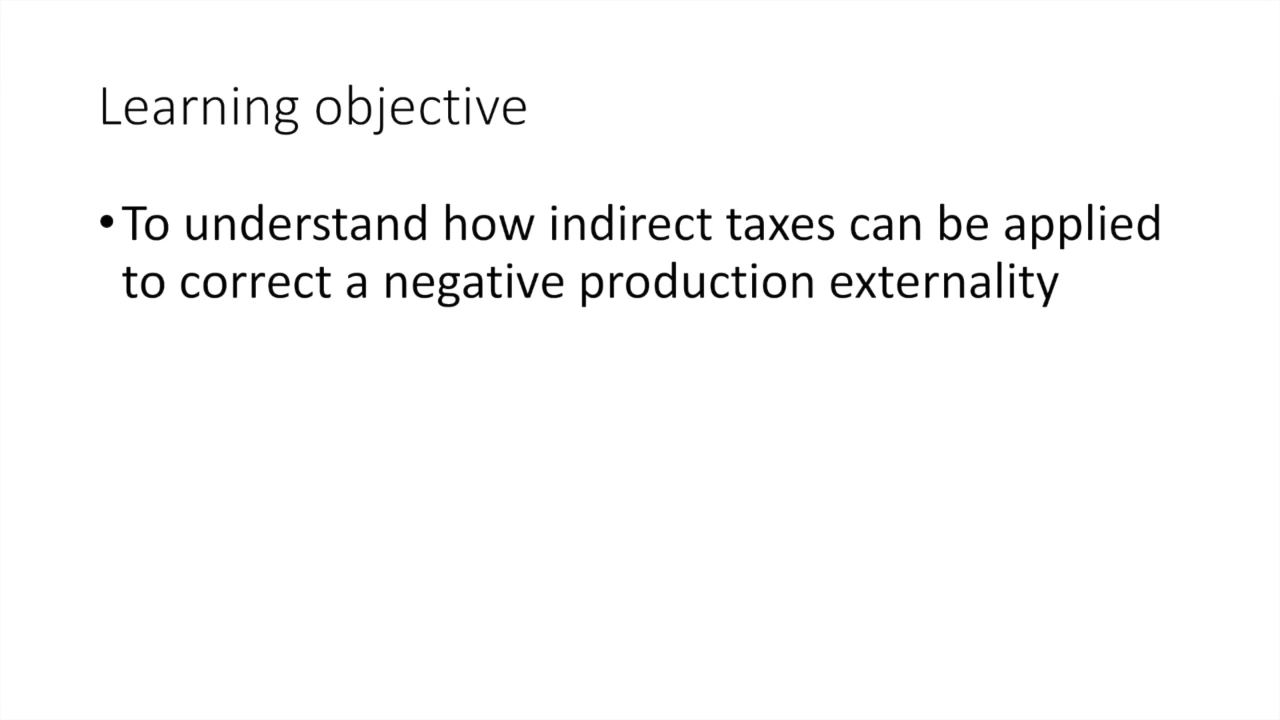 Learning objective
•To understand how indirect taxes can be applied
to correct a negative production externality